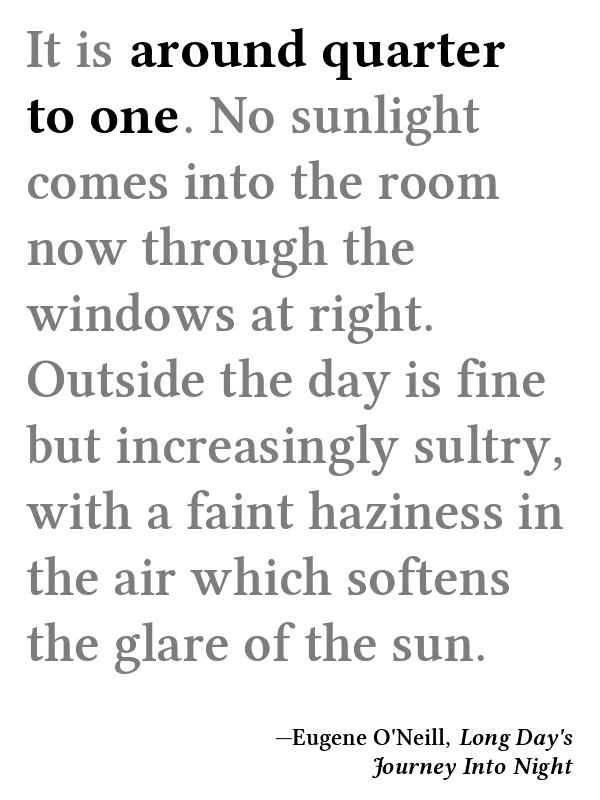 It is around quarter
to one. No sunlight
comes into the room
now through the
windows at right.
Outside the day is fine
but increasingly sultry,
with a faint haziness in
the air which softens
the glare of the sun.
—Eugene O'Neill, Long Day's
Journey Into Night